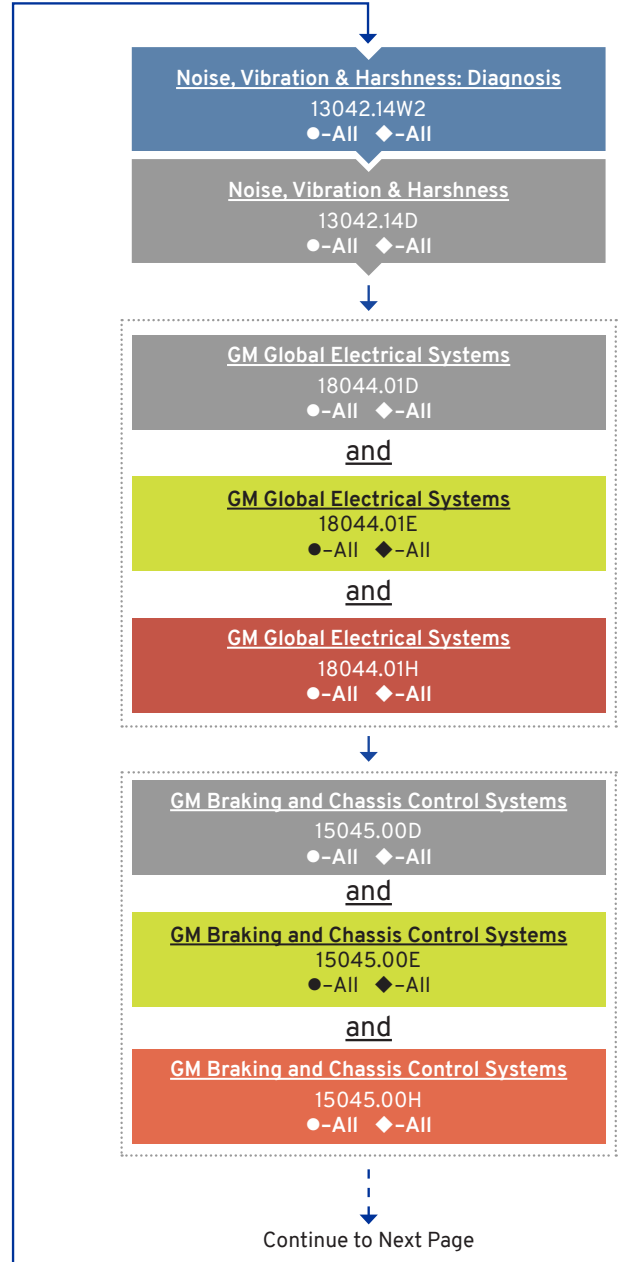 Noise, Vibration & Harshness: Diagnosis
13042.14W2
●–All ◆–All
Noise, Vibration & Harshness
13042.14D
●–All ◆–All
GM Global Electrical Systems
18044.01D
●–All ◆–All
and
GM Global Electrical Systems
18044.01E
●–All ◆–All
and
GM Global Electrical Systems
18044.01H
●–All ◆–All
GM Braking and Chassis Control Systems
15045.00D
●–All ◆–All
and
GM Braking and Chassis Control Systems
15045.00E
●–All ◆–All
and
GM Braking and Chassis Control Systems
15045.00H
●–All ◆–All
Continue to Next Page